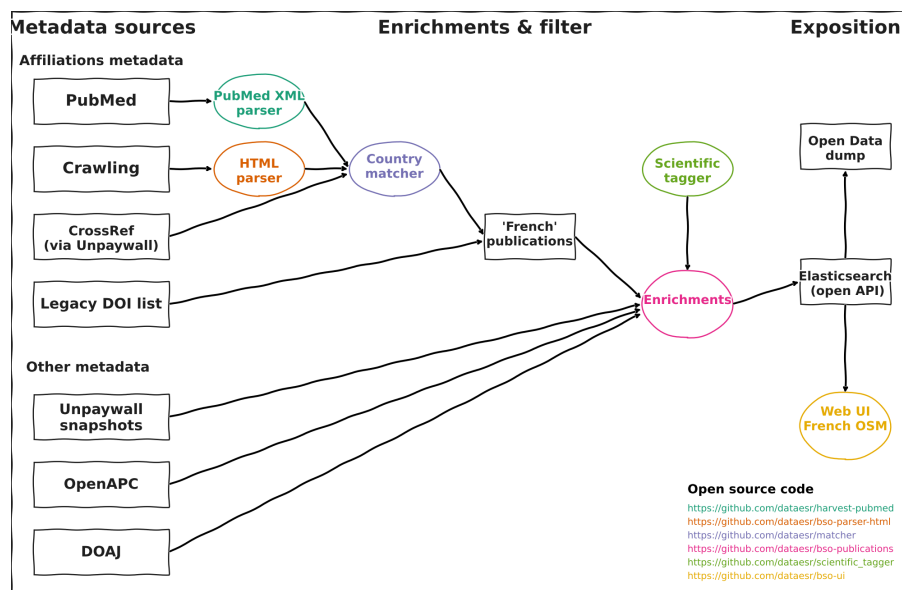 Metadata sources
Enrichments & filter
Exposition
Affiliations metadata
PubMed
PubMed XML
parser
Crawling
HTML
parser
Country
matcher
Scientific
tagger
Open Data
dump
CrossRef
(via Unpaywall)
'French'
publications
Legacy DOI list
Enrichments
Elasticsearch
(open API)
Other metadata
Unpaywall
snapshots
Web UI
French OSM
OpenAPC
DOAJ
Open source code
https://github.com/dataesr/harvest-pubmed
https://github.com/dataesr/bso-parser-html
https://github.com/dataesr/matcher
https://github.com/dataesr/bso-publications
https://github.com/dataesr/scientific_tagger
https://github.com/dataesr/bso-ui